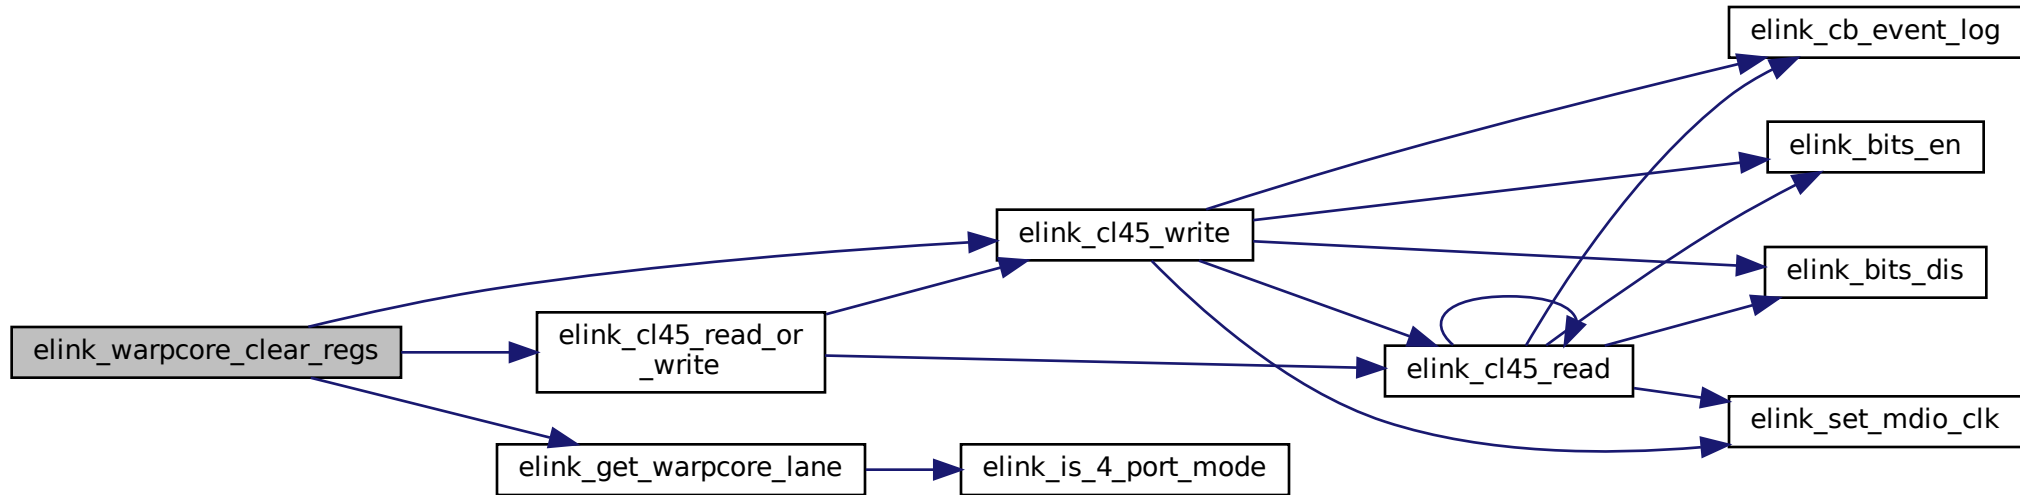 elink_warpcore_clear_regs
elink_cl45_read_or
_write
elink_get_warpcore_lane
elink_cl45_write
elink_is_4_port_mode
elink_cl45_read
elink_cb_event_log
elink_bits_en
elink_bits_dis
elink_set_mdio_clk